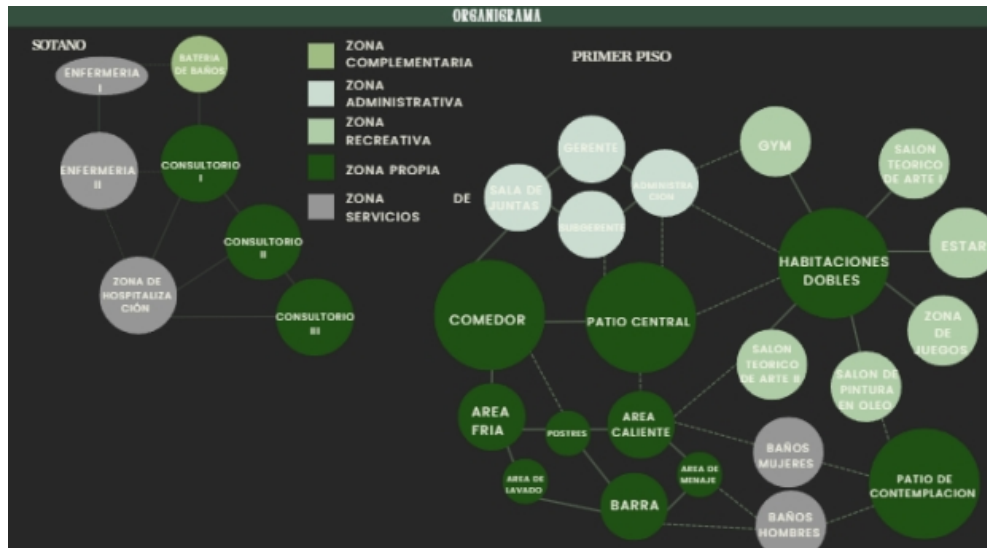 ORGANIGRAMA
SOTANO
ENFERMERIA
I
BATERIA
DE BAÑOS
ENFERMERIA
II
CONSULTORIO
I
CONSULTORIO
II
ZONA DE
HOSPITALIZA
CIÓN
CONSULTORIO
III
ZONA
COMPLEMENTARIA
ZONA
ADMINISTRATIVA
ZONA
RECREATIVA
ZONA PROPIA
ZONA DE
SERVICIOS
PRIMER PISO
GERENTE
SALA DE
JUNTAS
SUBGERENTE
ADMINISTRA
CION
GYM
SALON
TEORICO
DE ARTE I
ESTAR
HABITACIONES
DOBLES
COMEDOR
PATIO CENTRAL
ZONA
DE
JUEGOS
SALON
TEORICO
DE ARTE II
SALON DE
PINTURA
EN OLEO
AREA
FRIA
POSTRES
AREA
CALIENTE
AREA DE
LAVADO
AREA DE
MENAJE
BARRA
BAÑOS
MUJERES
BAÑOS
HOMBRES
PATIO DE
CONTEMPLACION